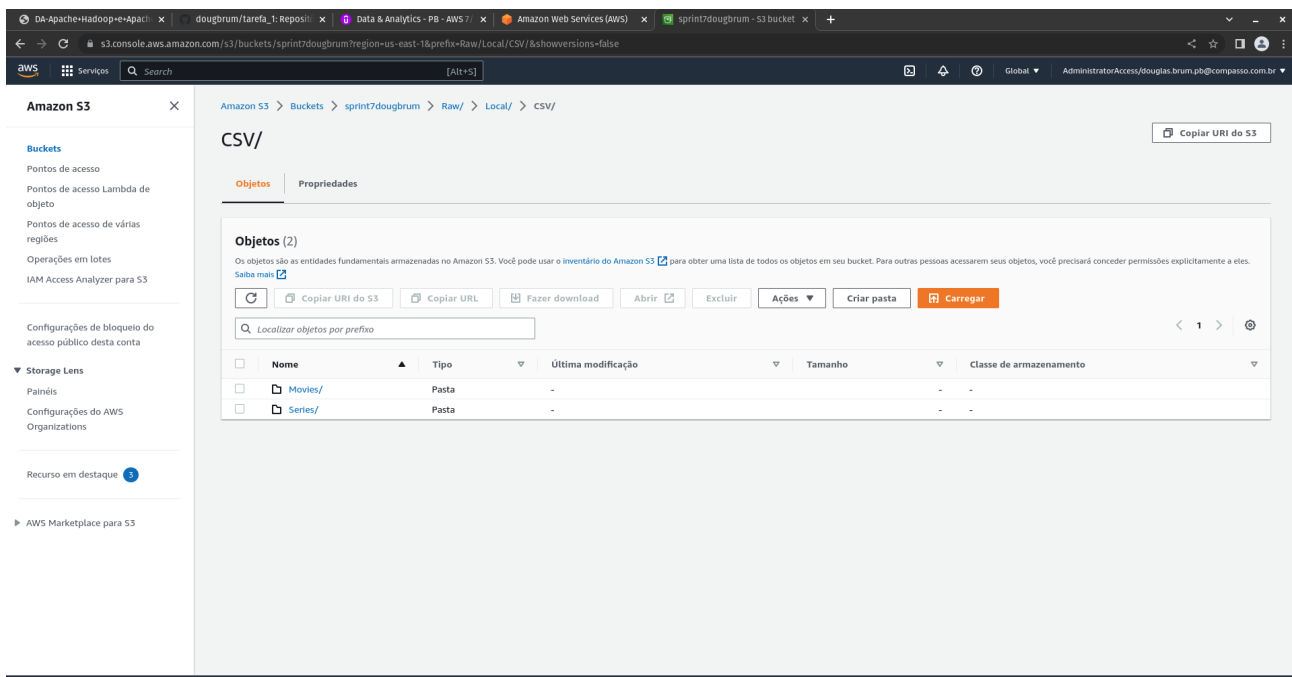 DA-Apache+Hadoop+e+Apach
dougbrum/tarefa_1: Reposit
Data & Analytics - PB - AWS 7/
Amazon Web Services (AWS)
sprint7dougbrum - S3 bucket
s3.console.aws.amazon.com/s3/buckets/sprint7dougbrum?region=us-east-1&prefix=Raw/Local/CSV/&showversions=false
aws Serviços Search [Alt+S] Global AdministratorAccess/douglas.brum.pb@compasso.com.br
Amazon S3
Buckets
Pontos de acesso
Pontos de acesso Lambda de
objeto
Pontos de acesso de várias
regiões
Operações em lotes
IAM Access Analyzer para S3
Configurações de bloqueio do
acesso público desta conta
Storage Lens
Painéis
Configurações do AWS
Organizations
Recurso em destaque 3
AWS Marketplace para S3
Amazon S3 > Buckets > sprint7dougbrum > Raw/ > Local/ > CSV/
CSV/
Copiar URI do S3
Objetos Propriedades
Objetos (2)
Os objetos são as entidades fundamentais armazenadas no Amazon S3. Você pode usar o inventário do Amazon S3 para obter uma lista de todos os objetos em seu bucket. Para outras pessoas acessarem seus objetos, você precisará conceder permissões explicitamente a eles.
Saiba mais
Copiar URI do S3 Copiar URL Fazer download Abrir Excluir Ações Criar pasta Carregar
Localizar objetos por prefixo
< 1 >
Nome Tipo Última modificação Tamanho Classe de armazenamento
Movies/ Pasta - - -
Series/ Pasta - - -